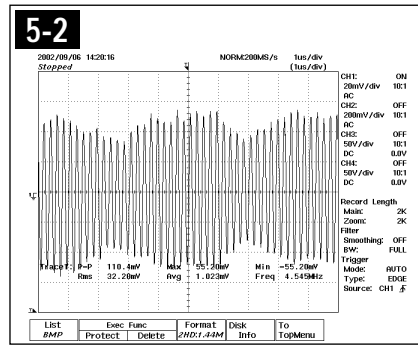 5-2
2002/09/06 14:20:16 NORM:200MS/s 1us/div
Stopped (1us/div)
CH1: ON
20mV/div 10:1
AC
CH2: OFF
200mV/div 10:1
AC
CH3: OFF
50V/div 10:1
DC 0.0V
CH4: OFF
50V/div 10:1
DC 0.0V
Record Length
Main: 2K
Zoom: 2K
Filter
Smoothing: OFF
BW: FULL
Trigger
Mode: AUTO
Type: EDGE
Source: CH1
Trace1: P-P 110.4mV Max 55.20mV Min -55.20mV
Rms 32.20mV Avg 1.023mV Freq 4.545MHz
List Exec Func Format Disk To
BMP Protect Delete 2HD:1.44M Info TopMenu